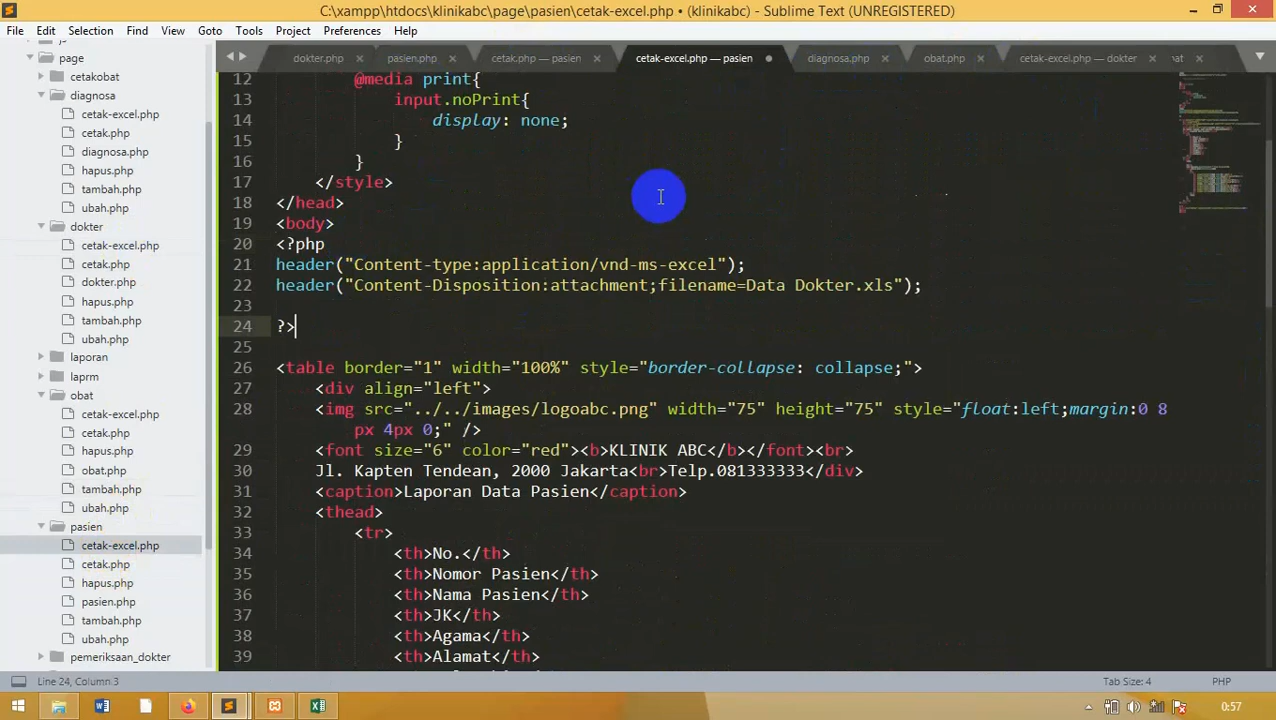 C:\xampp\htdocs\klinikabc\page\pasien\cetak-excel.php • (klinikabc) - Sublime Text (UNREGISTERED)
File Edit Selection Find View Goto Tools Project Preferences Help
dokter.php pasien.php cetak.php — pasien cetak-excel.php — pasien diagnosa.php obat.php cetak-excel.php — dokter
page
cetakobat
diagnosa
cetak-excel.php
cetak.php
diagnosa.php
hapus.php
tambah.php
ubah.php
dokter
cetak-excel.php
cetak.php
dokter.php
hapus.php
tambah.php
ubah.php
laporan
laprm
obat
cetak-excel.php
cetak.php
hapus.php
obat.php
tambah.php
ubah.php
pasien
cetak-excel.php
cetak.php
hapus.php
pasien.php
tambah.php
ubah.php
pemeriksaan_dokter
12 @media print{
13 input.noPrint{
14 display: none;
15 }
16 }
17 </style>
18 </head>
19 <body>
20 <?php
21 header("Content-type:application/vnd-ms-excel");
22 header("Content-Disposition:attachment;filename=Data Dokter.xls");
23
24 ?>
25
26 <table border="1" width="100%" style="border-collapse: collapse;">
27 <div align="left">
28 <img src="../../images/logoabc.png" width="75" height="75" style="float:left;margin:0 8
px 4px 0;" />
29 <font size="6" color="red"><b>KLINIK ABC</b></font><br>
30 Jl. Kapten Tendean, 2000 Jakarta<br>Telp.081333333</div>
31 <caption>Laporan Data Pasien</caption>
32 <thead>
33 <tr>
34 <th>No.</th>
35 <th>Nomor Pasien</th>
36 <th>Nama Pasien</th>
37 <th>JK</th>
38 <th>Agama</th>
39 <th>Alamat</th>
Line 24, Column 3 Tab Size: 4 PHP
0:57